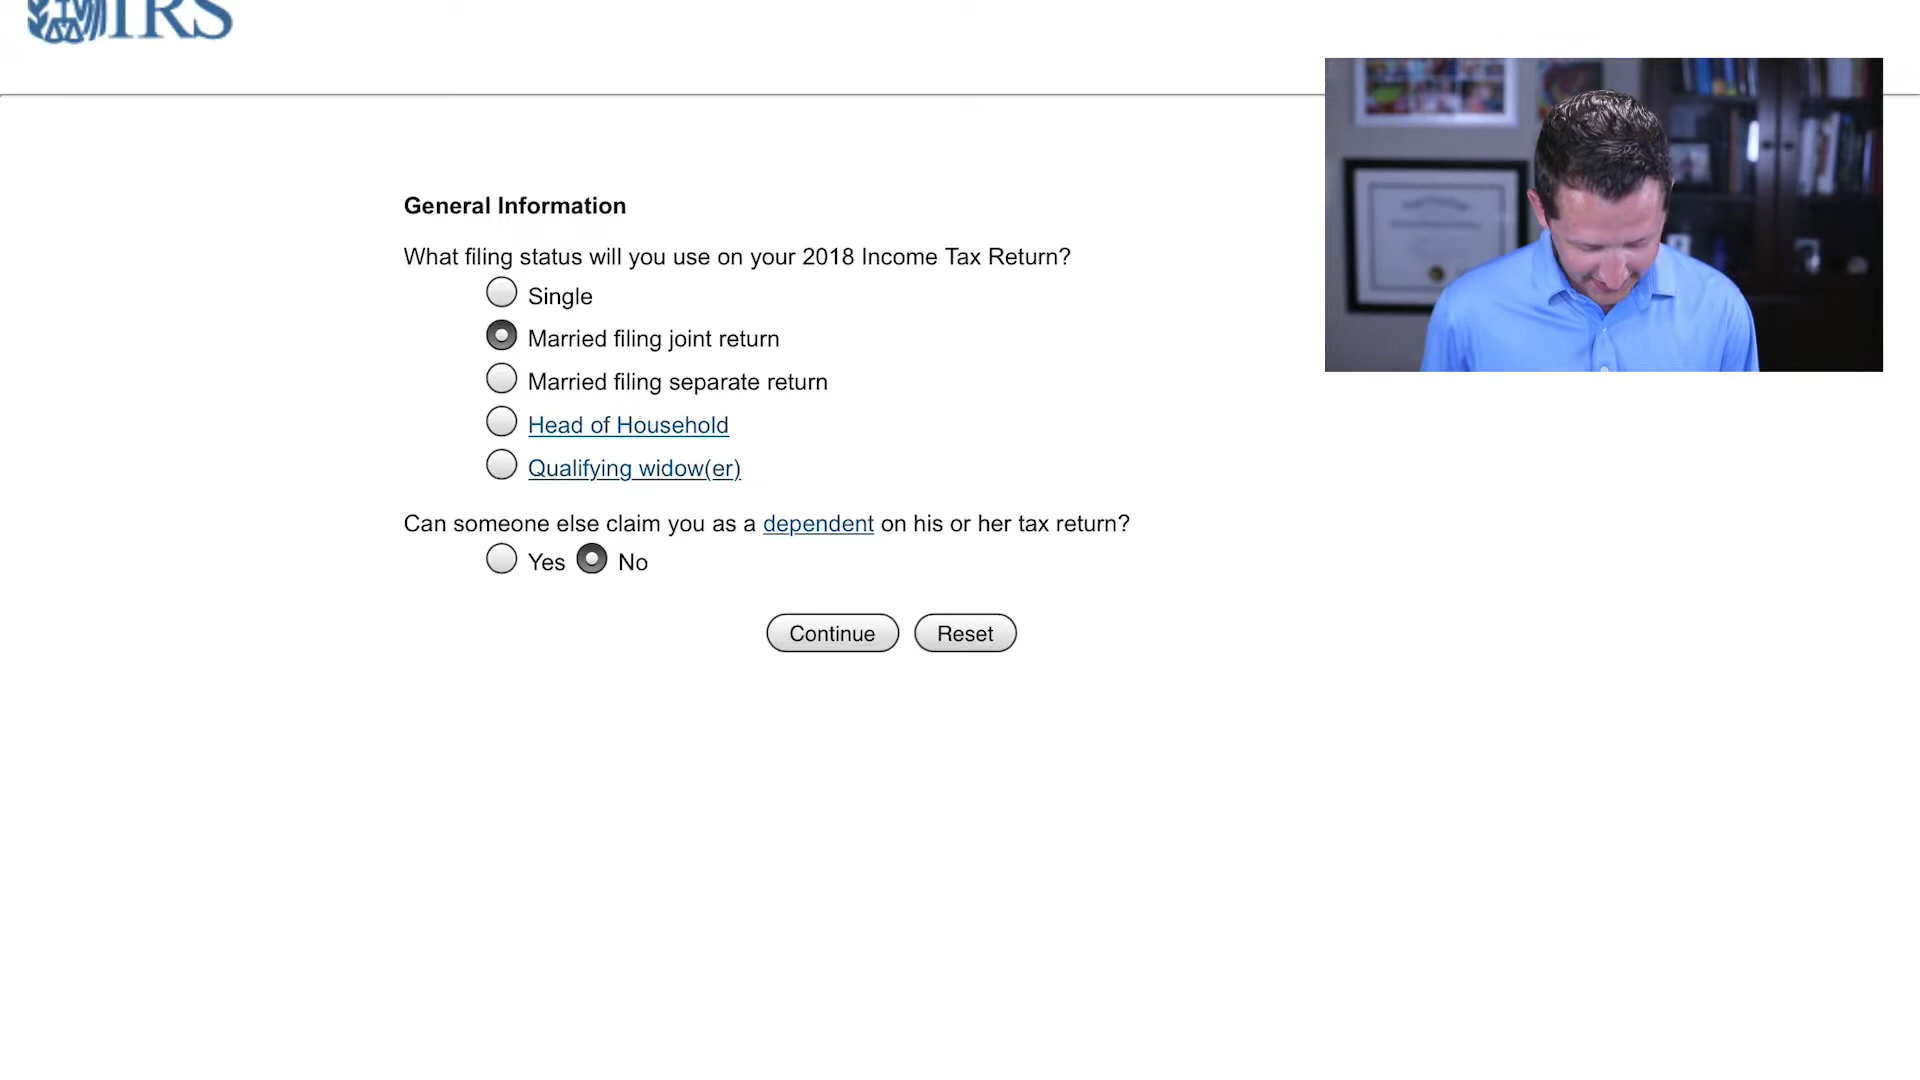 IRS
General Information
What filing status will you use on your 2018 Income Tax Return?
Single
Married filing joint return
Married filing separate return
Head of Household
Qualifying widow(er)
Can someone else claim you as a dependent on his or her tax return?
Yes No
Continue Reset